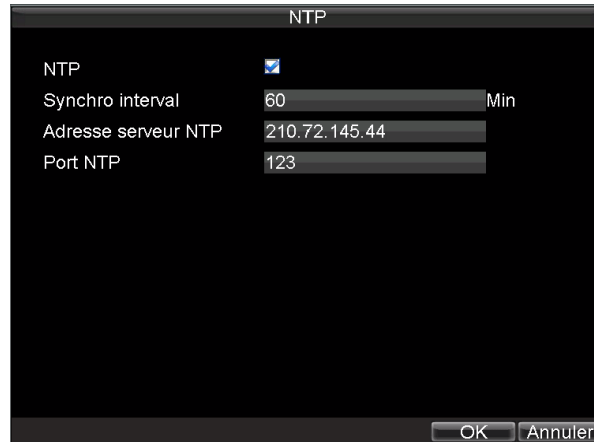 NTP
NTP
Synchro interval 60 Min
Adresse serveur NTP 210.72.145.44
Port NTP 123
OK Annuler